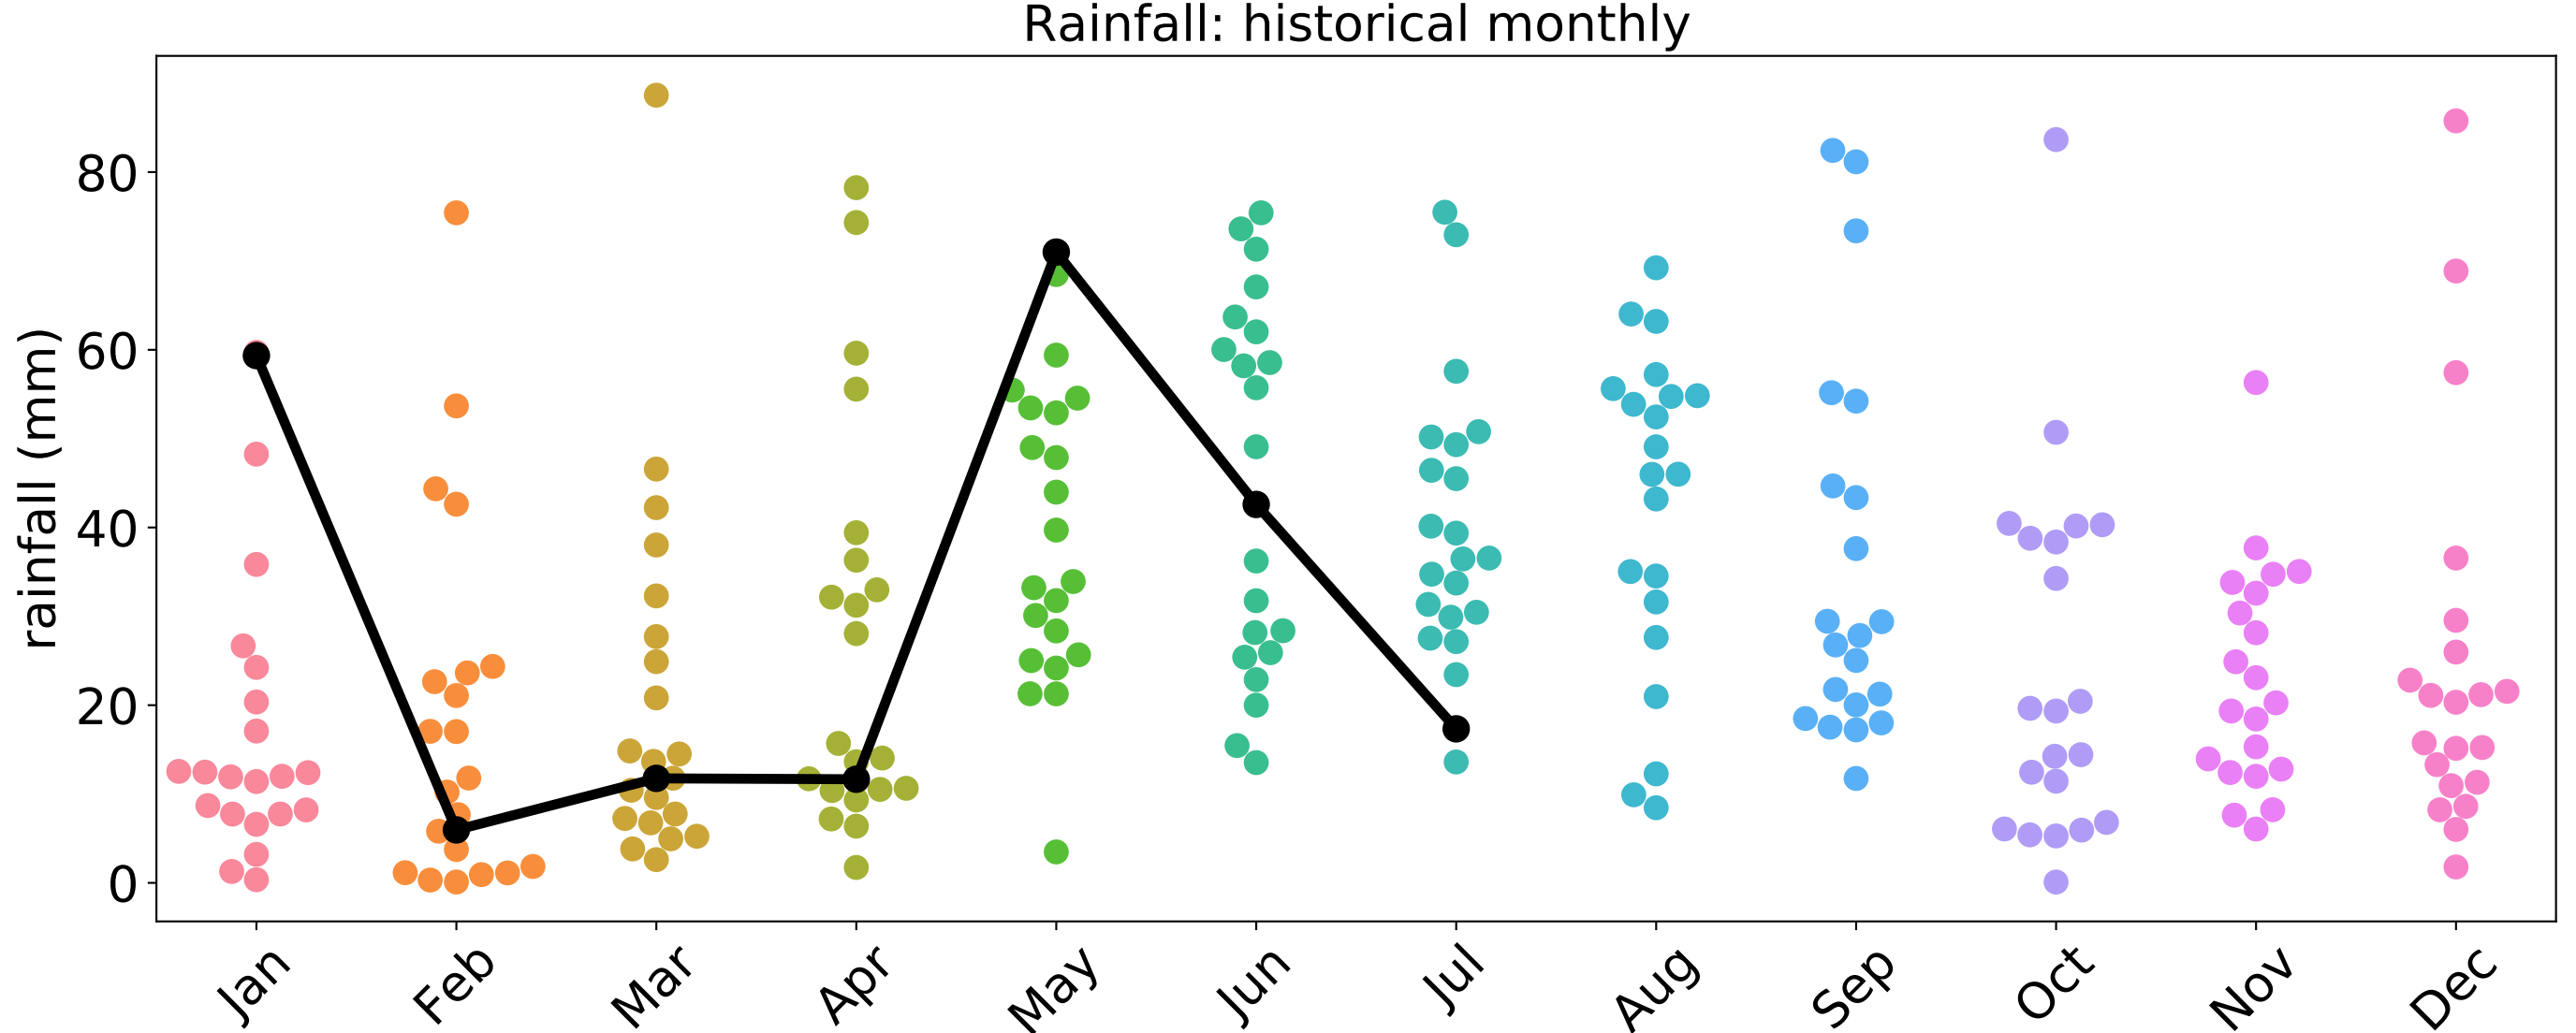 Rainfall: historical monthly
rainfall (mm)
80
60
40
20
0
Jan
Feb
Mar
Apr
May
Jun
Jul
Aug
Sep
Oct
Nov
Dec